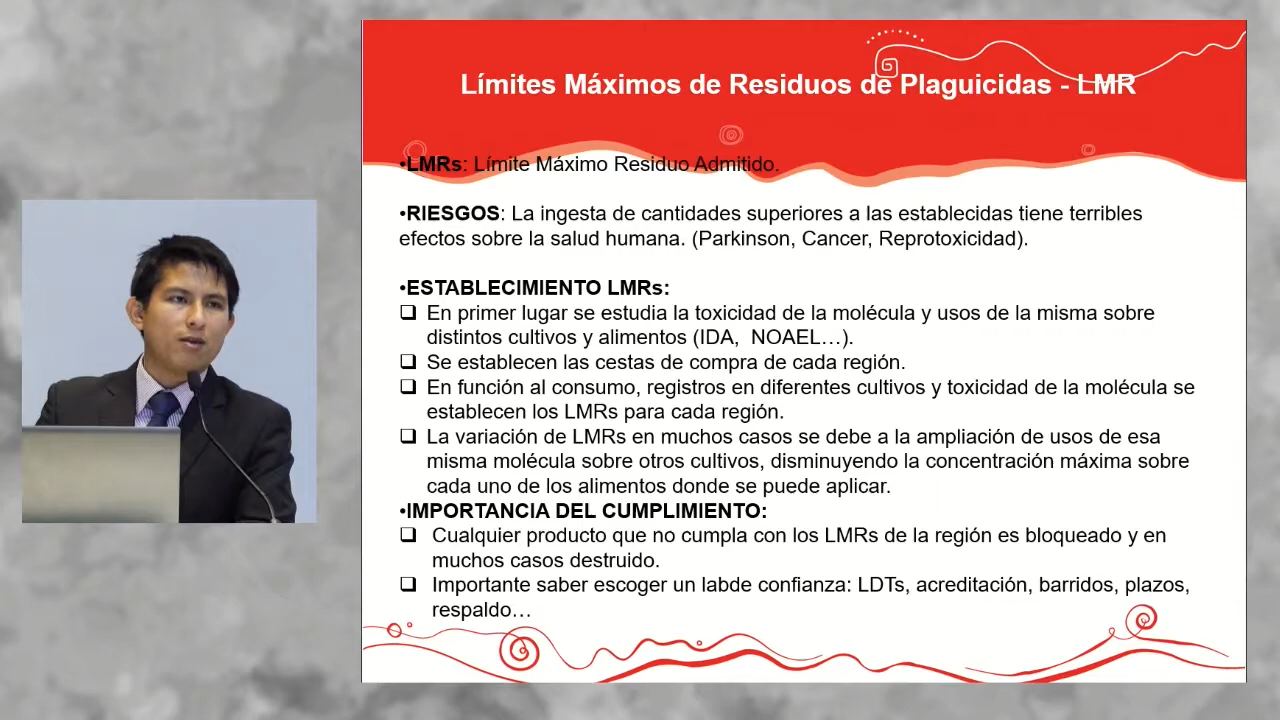 Límites Máximos de Residuos de Plaguicidas - LMR
•LMRs: Límite Máximo Residuo Admitido.
•RIESGOS: La ingesta de cantidades superiores a las establecidas tiene terribles
efectos sobre la salud humana. (Parkinson, Cancer, Reprotoxicidad).
•ESTABLECIMIENTO LMRs:
❑ En primer lugar se estudia la toxicidad de la molécula y usos de la misma sobre
distintos cultivos y alimentos (IDA, NOAEL…).
❑ Se establecen las cestas de compra de cada región.
❑ En función al consumo, registros en diferentes cultivos y toxicidad de la molécula se
establecen los LMRs para cada región.
❑ La variación de LMRs en muchos casos se debe a la ampliación de usos de esa
misma molécula sobre otros cultivos, disminuyendo la concentración máxima sobre
cada uno de los alimentos donde se puede aplicar.
•IMPORTANCIA DEL CUMPLIMIENTO:
❑ Cualquier producto que no cumpla con los LMRs de la región es bloqueado y en
muchos casos destruido.
❑ Importante saber escoger un labde confianza: LDTs, acreditación, barridos, plazos,
respaldo…